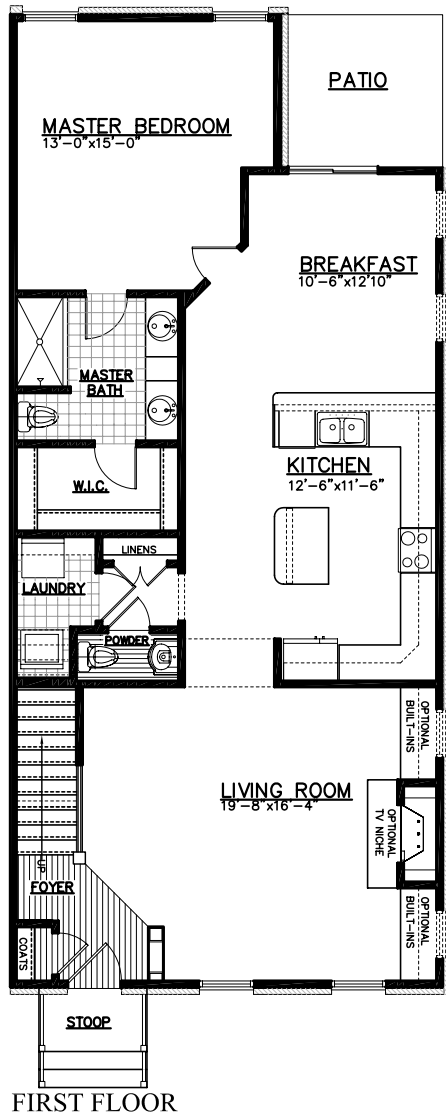 PATIO
MASTER BEDROOM
13'-0"x15'-0"
BREAKFAST
10'-6"x12'10"
MASTER
BATH
KITCHEN
12'-6"x11'-6"
W.I.C.
LINENS
LAUNDRY
POWDER
OPTIONAL
BUILT-INS
LIVING ROOM
19'-8"x16'-4"
OPTIONAL
TV NICHE
UP
FOYER
OPTIONAL
BUILT-INS
COATS
STOOP
FIRST FLOOR